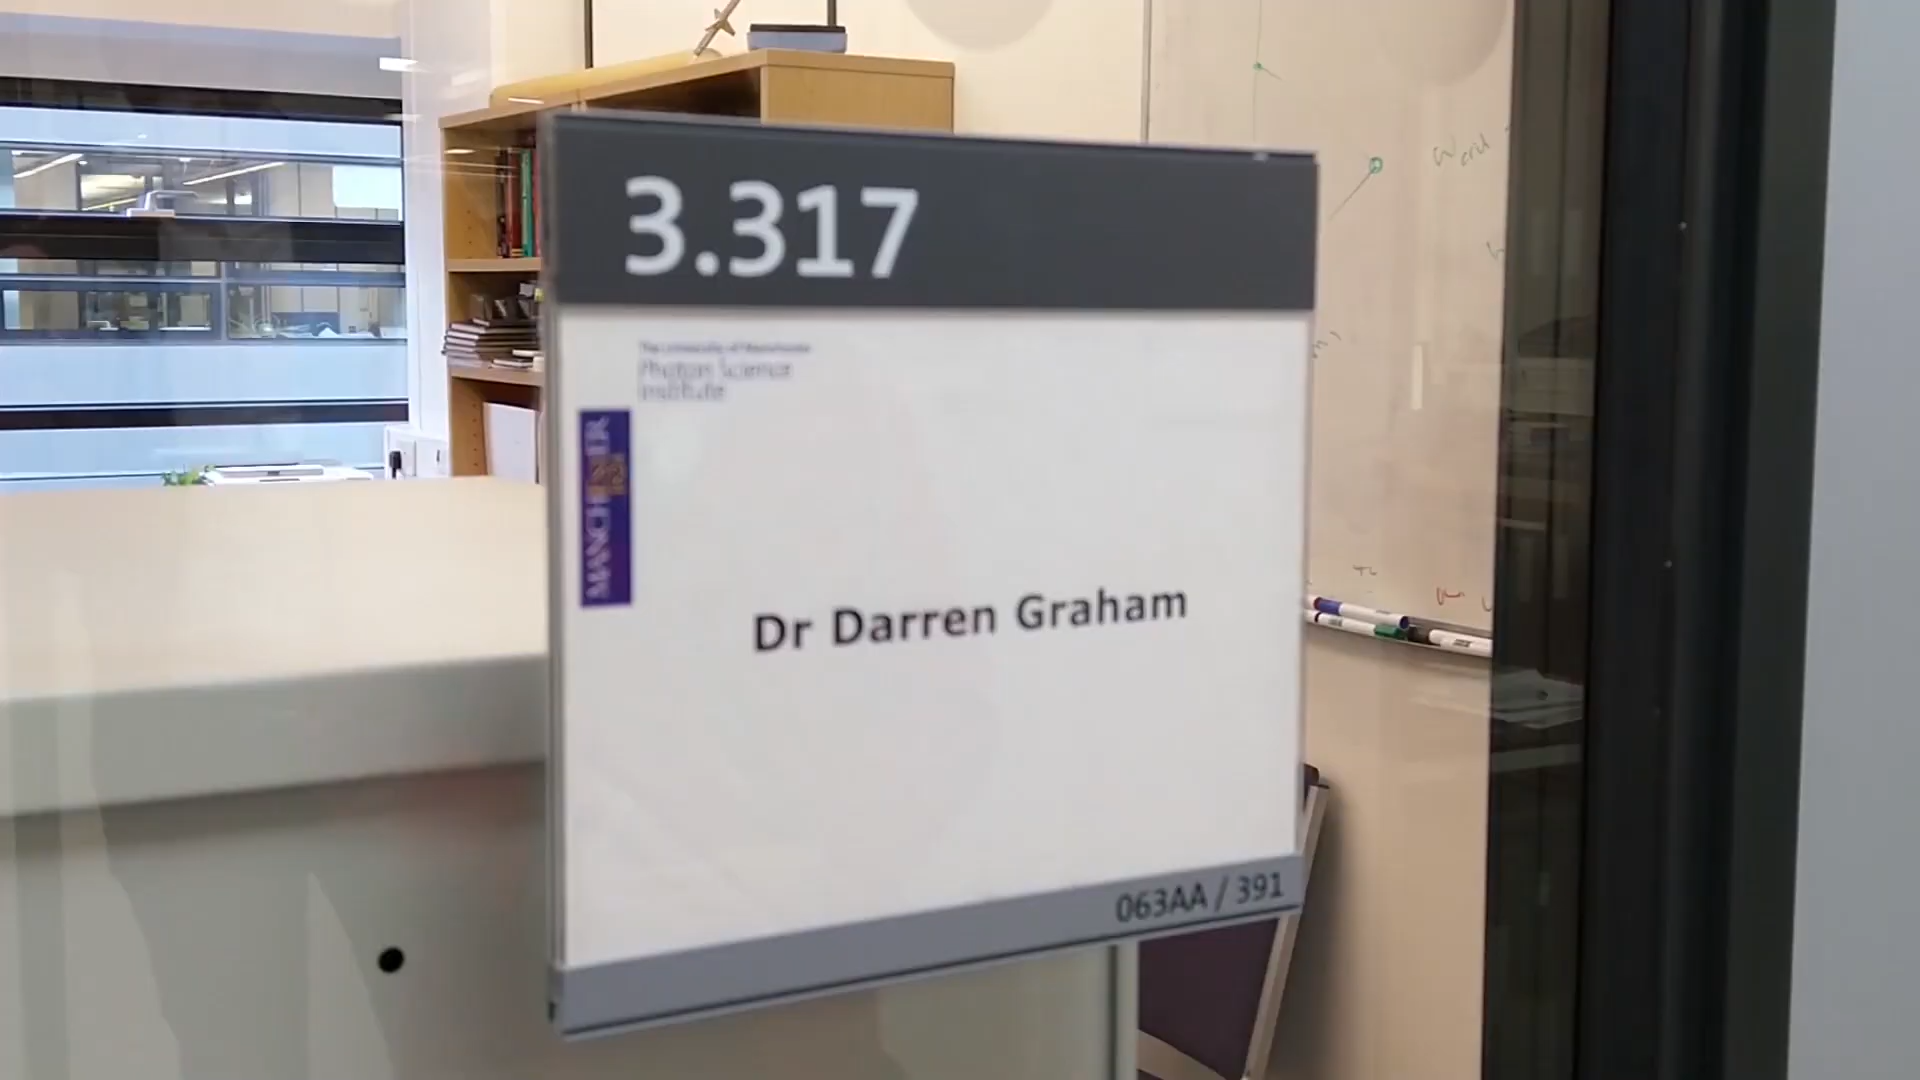 3.317
The University of Manchester
Photon Science
Institute
MANCHESTER
Dr Darren Graham
063AA / 391